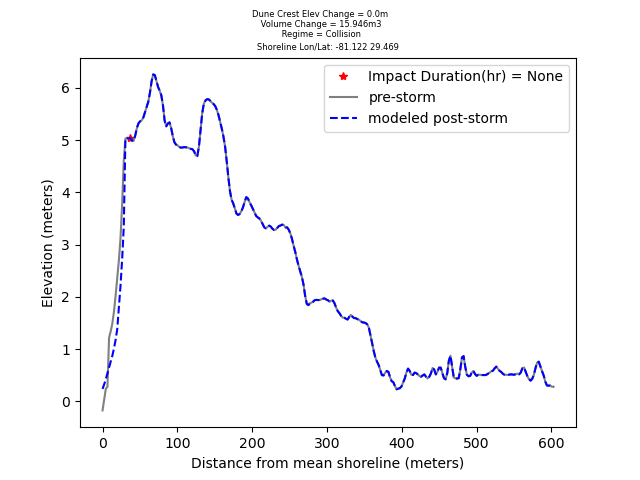 Dune Crest Elev Change = 0.0m
Volume Change = 15.946m3
Regime = Collision
Shoreline Lon/Lat: -81.122 29.469
Impact Duration(hr) = None
pre-storm
modeled post-storm
Elevation (meters)
6
5
4
3
2
1
0
0 100 200 300 400 500 600
Distance from mean shoreline (meters)